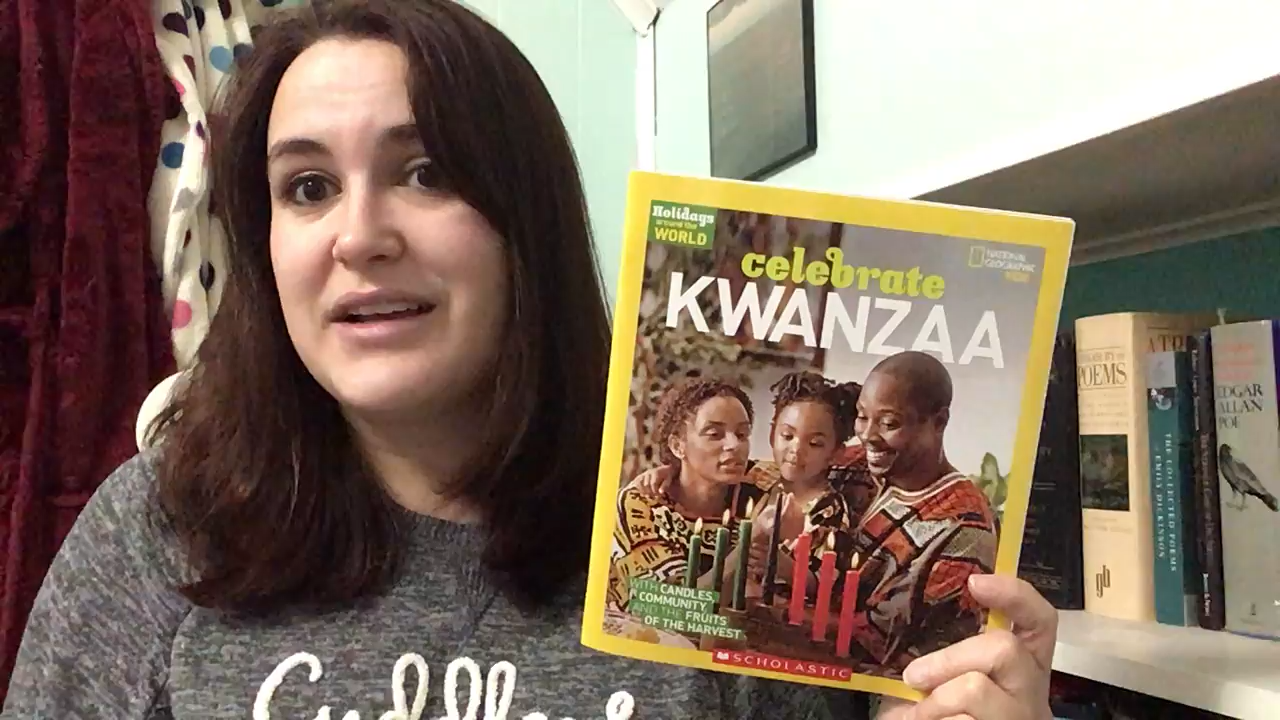 Holidays
around the
WORLD
NATIONAL
GEOGRAPHIC
KIDS
celebrate
KWANZAA
WITH CANDLES,
COMMUNITY
AND THE FRUITS
OF THE HARVEST
SCHOLASTIC
POEMS
gb
THE COLLECTED POEMS
EMILY DICKINSON
EDGAR
ALLAN
POE